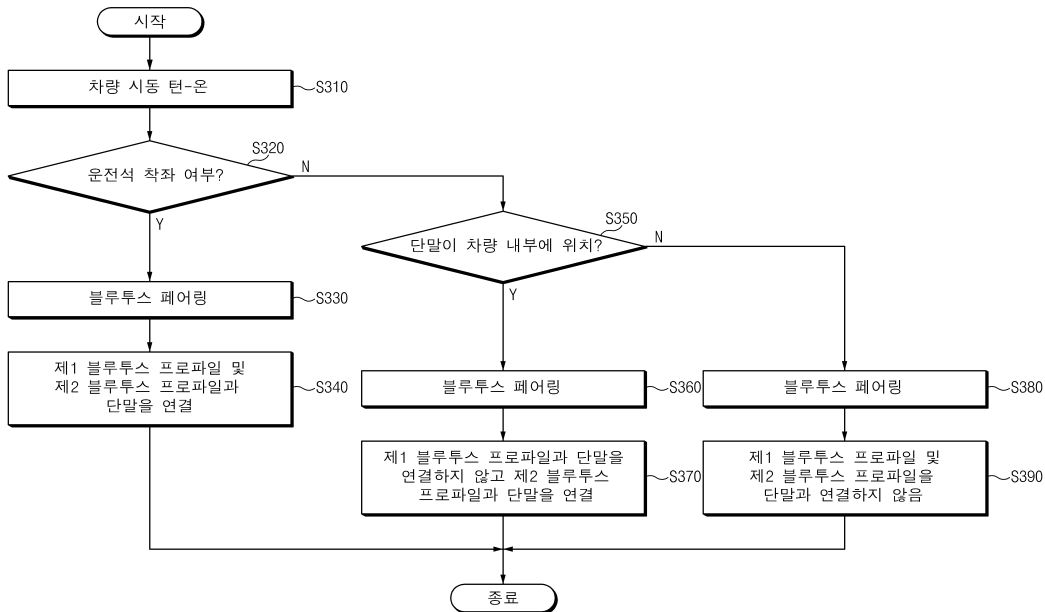 시작
차량 시동 턴-온
S310
S320
운전석 착좌 여부?
N
Y
S350
단말이 차량 내부에 위치?
N
Y
블루투스 페어링
S330
제1 블루투스 프로파일 및
제2 블루투스 프로파일과
단말을 연결
S340
블루투스 페어링
S360
블루투스 페어링
S380
제1 블루투스 프로파일과 단말을
연결하지 않고 제2 블루투스
프로파일과 단말을 연결
S370
제1 블루투스 프로파일 및
제2 블루투스 프로파일을
단말과 연결하지 않음
S390
종료